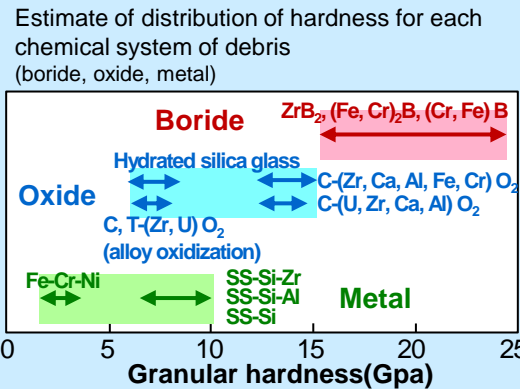 Estimate of distribution of hardness for each
chemical system of debris
(boride, oxide, metal)
ZrB2, (Fe, Cr)2B, (Cr, Fe) B
Boride
Hydrated silica glass
Oxide
C-(Zr, Ca, Al, Fe, Cr) O2
C-(U, Zr, Ca, Al) O2
C, T-(Zr, U) O2
(alloy oxidization)
Fe-Cr-Ni
SS-Si-Zr
SS-Si-Al
SS-Si
Metal
0 5 10 15 20 25
Granular hardness(Gpa)